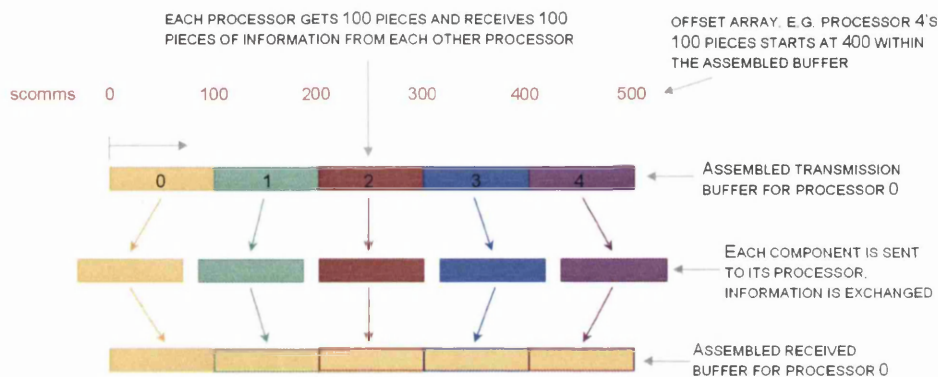 EACH PROCESSOR GETS 100 PIECES AND RECEIVES 100
PIECES OF INFORMATION FROM EACH OTHER PROCESSOR
OFFSET ARRAY. E.G. PROCESSOR 4'S
100 PIECES STARTS AT 400 WITHIN
THE ASSEMBLED BUFFER
scomms 0 100 200 300 400 500
0 1 2 3 4
ASSEMBLED TRANSMISSION
BUFFER FOR PROCESSOR 0
EACH COMPONENT IS SENT
TO ITS PROCESSOR.
INFORMATION IS EXCHANGED
ASSEMBLED RECEIVED
BUFFER FOR PROCESSOR 0